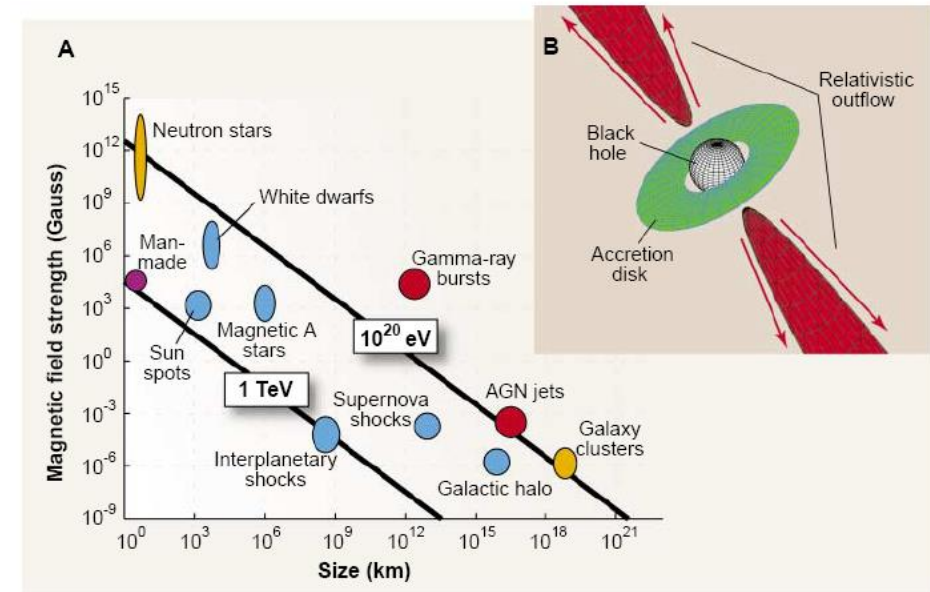 A
Magnetic field strength (Gauss)
10^15
10^12
10^9
10^6
10^3
10^0
10^-3
10^-6
10^-9
Neutron stars
White dwarfs
Man-
made
Gamma-ray
bursts
Sun
spots
Magnetic A
stars
10^20 eV
1 TeV
Supernova
shocks
AGN jets
Galaxy
clusters
Interplanetary
shocks
Galactic halo
10^0
10^3
10^6
10^9
10^12
10^15
10^18
10^21
Size (km)
B
Relativistic
outflow
Black
hole
Accretion
disk